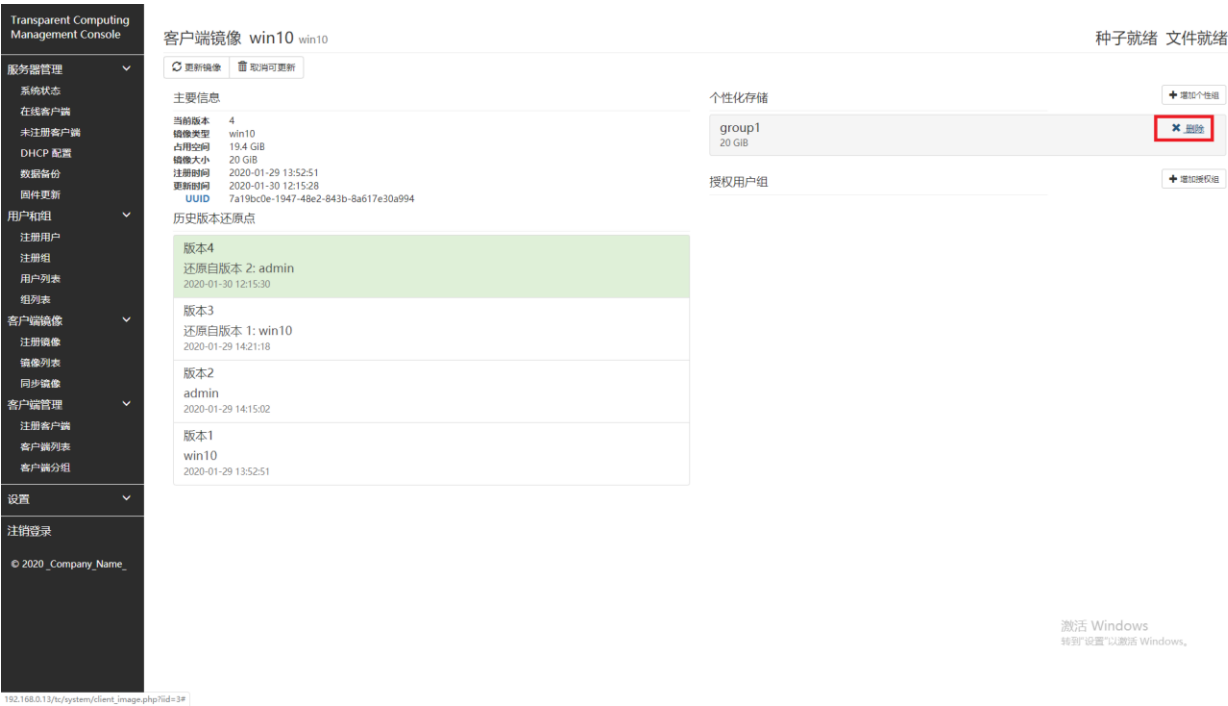 Transparent Computing
Management Console
服务器管理
系统状态
在线客户端
未注册客户端
DHCP 配置
数据备份
固件更新
用户和组
注册用户
注册组
用户列表
组列表
客户端镜像
注册镜像
镜像列表
同步镜像
客户端管理
注册客户端
客户端列表
客户端分组
设置
注销登录
© 2020 _Company_Name_
客户端镜像 win10 win10
种子就绪 文件就绪
更新镜像 取消可更新
主要信息
当前版本 4
镜像类型 win10
占用空间 19.4 GiB
镜像大小 20 GiB
注册时间 2020-01-29 13:52:51
更新时间 2020-01-30 12:15:28
UUID 7a19bc0e-1947-48e2-843b-8a617e30a994
历史版本还原点
版本4
还原自版本 2: admin
2020-01-30 12:15:30
版本3
还原自版本 1: win10
2020-01-29 14:21:18
版本2
admin
2020-01-29 14:15:02
版本1
win10
2020-01-29 13:52:51
个性化存储
增加个性组
group1
20 GiB
删除
授权用户组
增加授权组
激活 Windows
转到"设置"以激活 Windows。
192.168.0.13/tc/system/client_image.php?iid=3#